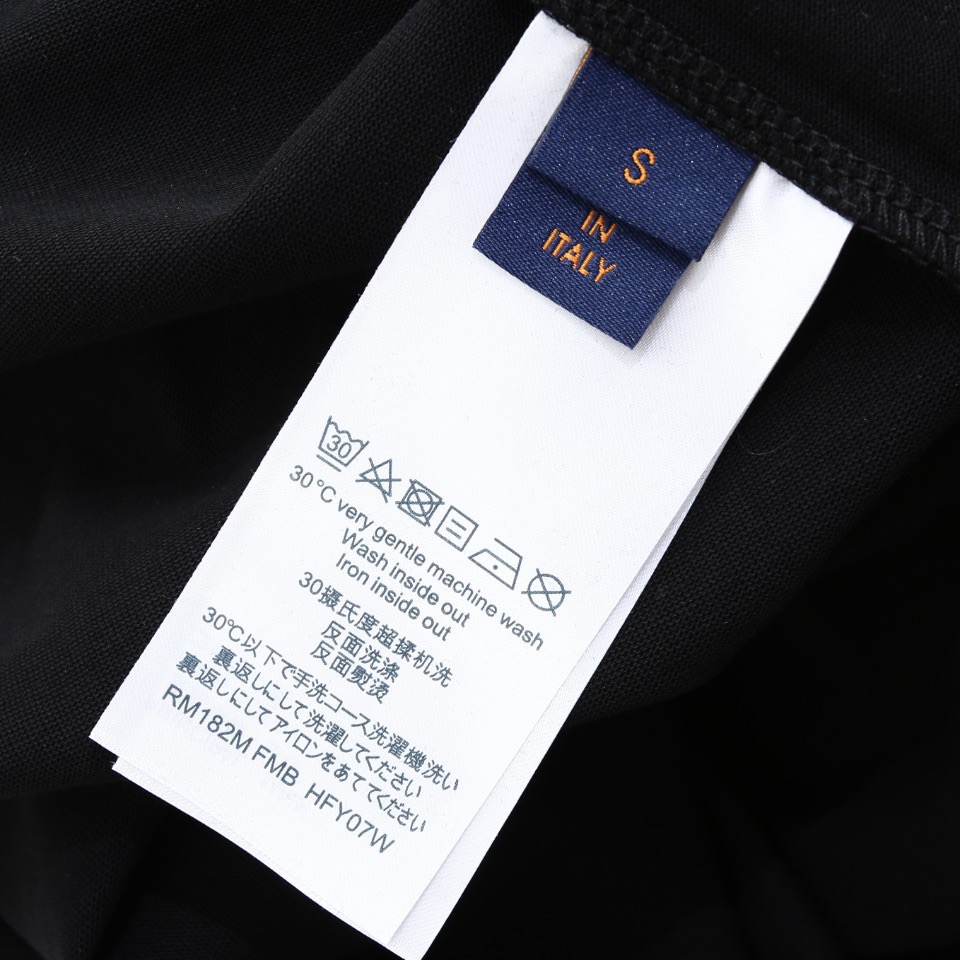 S
IN
ITALY
30
30°C very gentle machine wash
Wash inside out
Iron inside out
30摄氏度超揉机洗
反面洗涤
反面熨烫
30℃以下で手洗コース洗濯機洗い
裏返しにして洗濯してください
裏返しにしてアイロンをあててください
RM182M FMB HFY07W